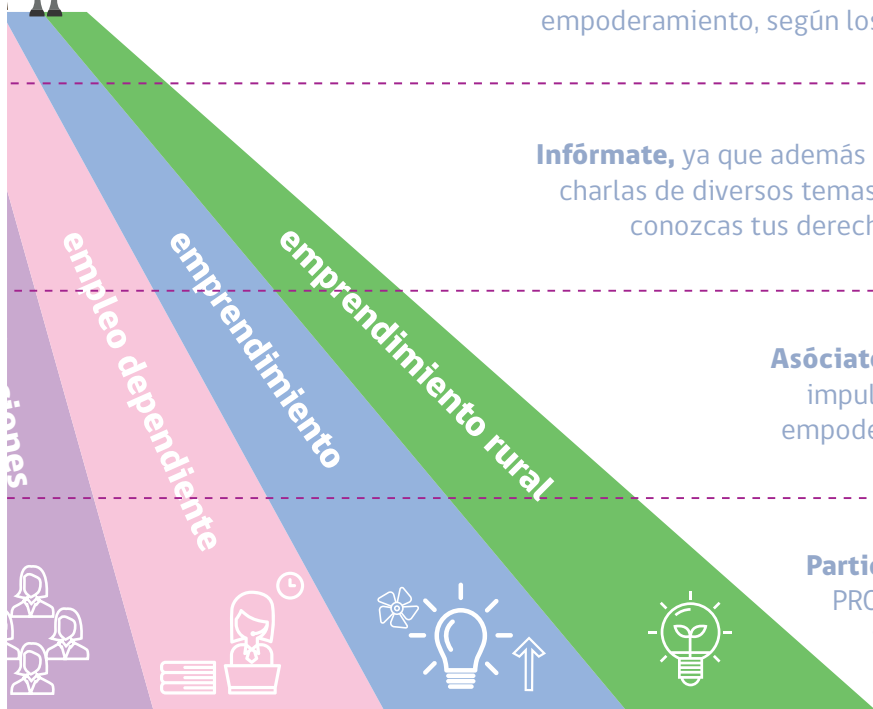 empoderamiento, según los
Infórmate, ya que además
charlas de diversos temas
conozcas tus derech
empleo dependiente
emprendimiento
emprendimiento rural
Asóciate
impul
empode
iones
Partic
PRO